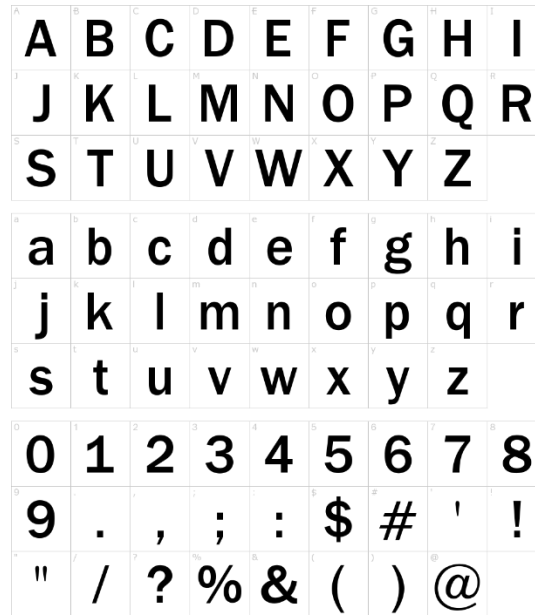 A B C D E F G H I
J K L M N O P Q R
S T U V W X Y Z
a b c d e f g h i
j k l m n o p q r
s t u v w x y z
0 1 2 3 4 5 6 7 8
9 . , ; : $ # ' !
" / ? % & ( ) @